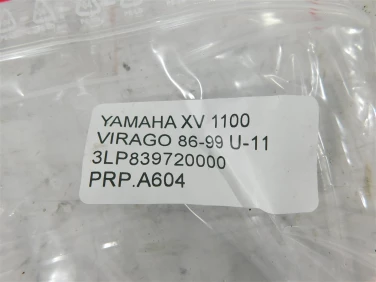 YAMAHA XV 1100
VIRAGO 86-99 U-11
3LP839720000
PRP.A604